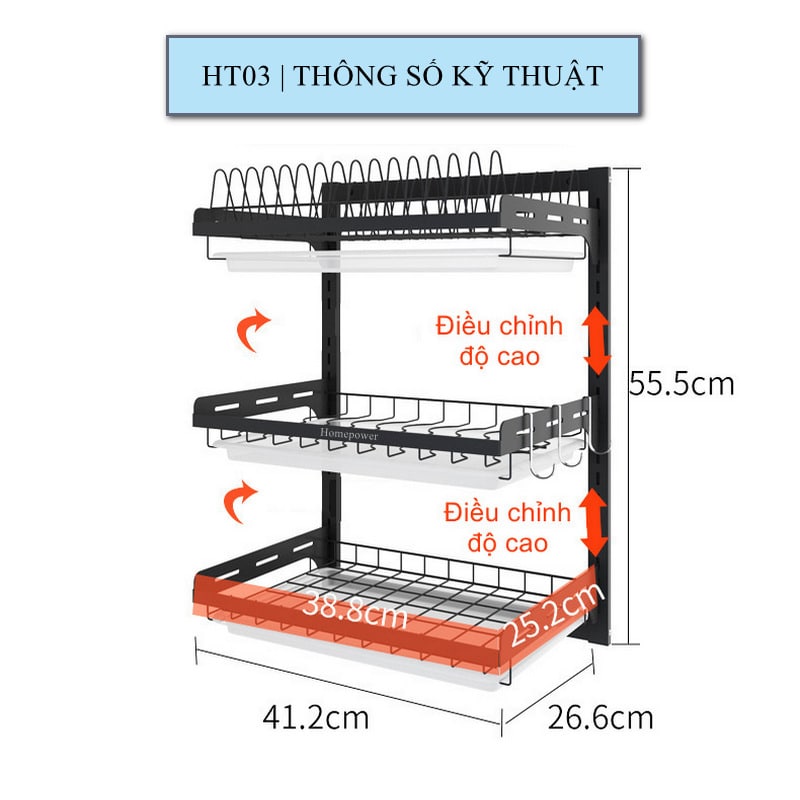 HT03 | THÔNG SỐ KỸ THUẬT
Điều chỉnh
độ cao
55.5cm
Homepower
Điều chỉnh
độ cao
38.8cm
25.2cm
41.2cm
26.6cm